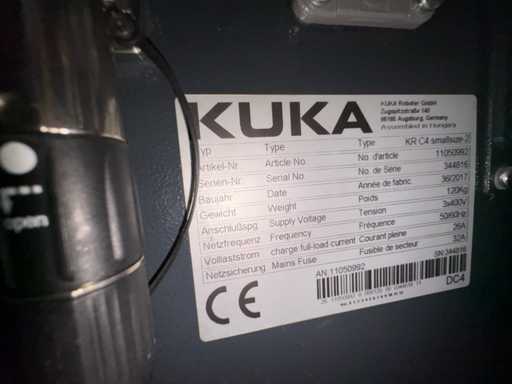 KUKA
KUKA Roboter GmbH
Zugspitzstraße 140
86165 Augsburg, Germany
Assembled in Hungary
Typ Type Type KR C4 smallsize-2
Artikel-Nr. Article No. No. d'article 11050992
Serien-Nr. Serial No. No. de Série 344816
Baujahr Date Année de fabric. 36/2017
Gewicht Weight Poids 120Kg
Anschlußspg Supply Voltage Tension 3x400V
Netzfrequenz Frequency Fréquence 50/60Hz
Vollaststrom charge full-load current Courant pleine 26A
Netzsicherung Mains Fuse Fusible de secteur 32A
AN:11050992 SN:344816
DC4
CE
open